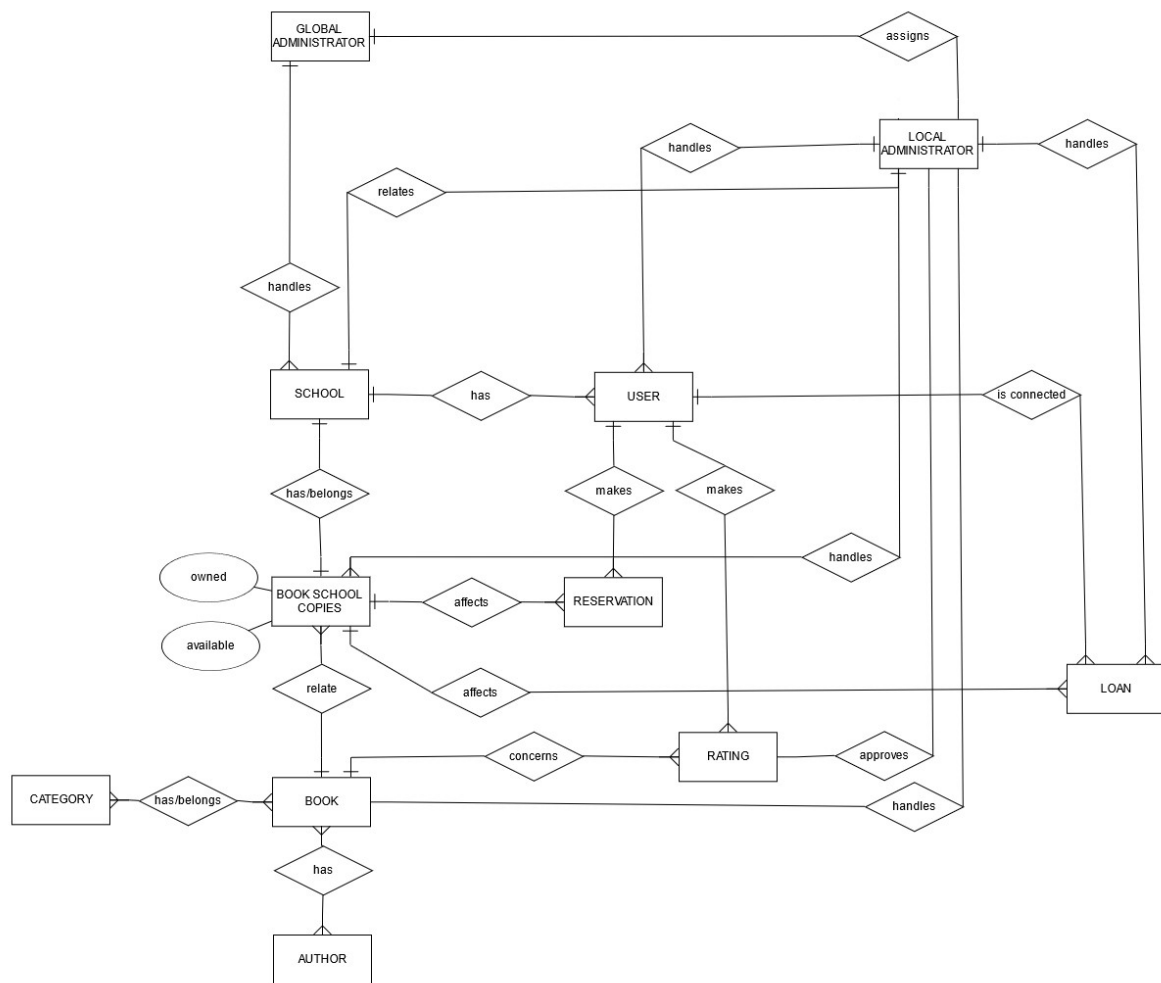 GLOBAL
ADMINISTRATOR
assigns
LOCAL
ADMINISTRATOR
handles
handles
relates
handles
SCHOOL
has
USER
is connected
has/belongs
makes
makes
handles
owned
BOOK SCHOOL
COPIES
affects
RESERVATION
available
relate
affects
LOAN
concerns
RATING
approves
CATEGORY
has/belongs
BOOK
handles
has
AUTHOR